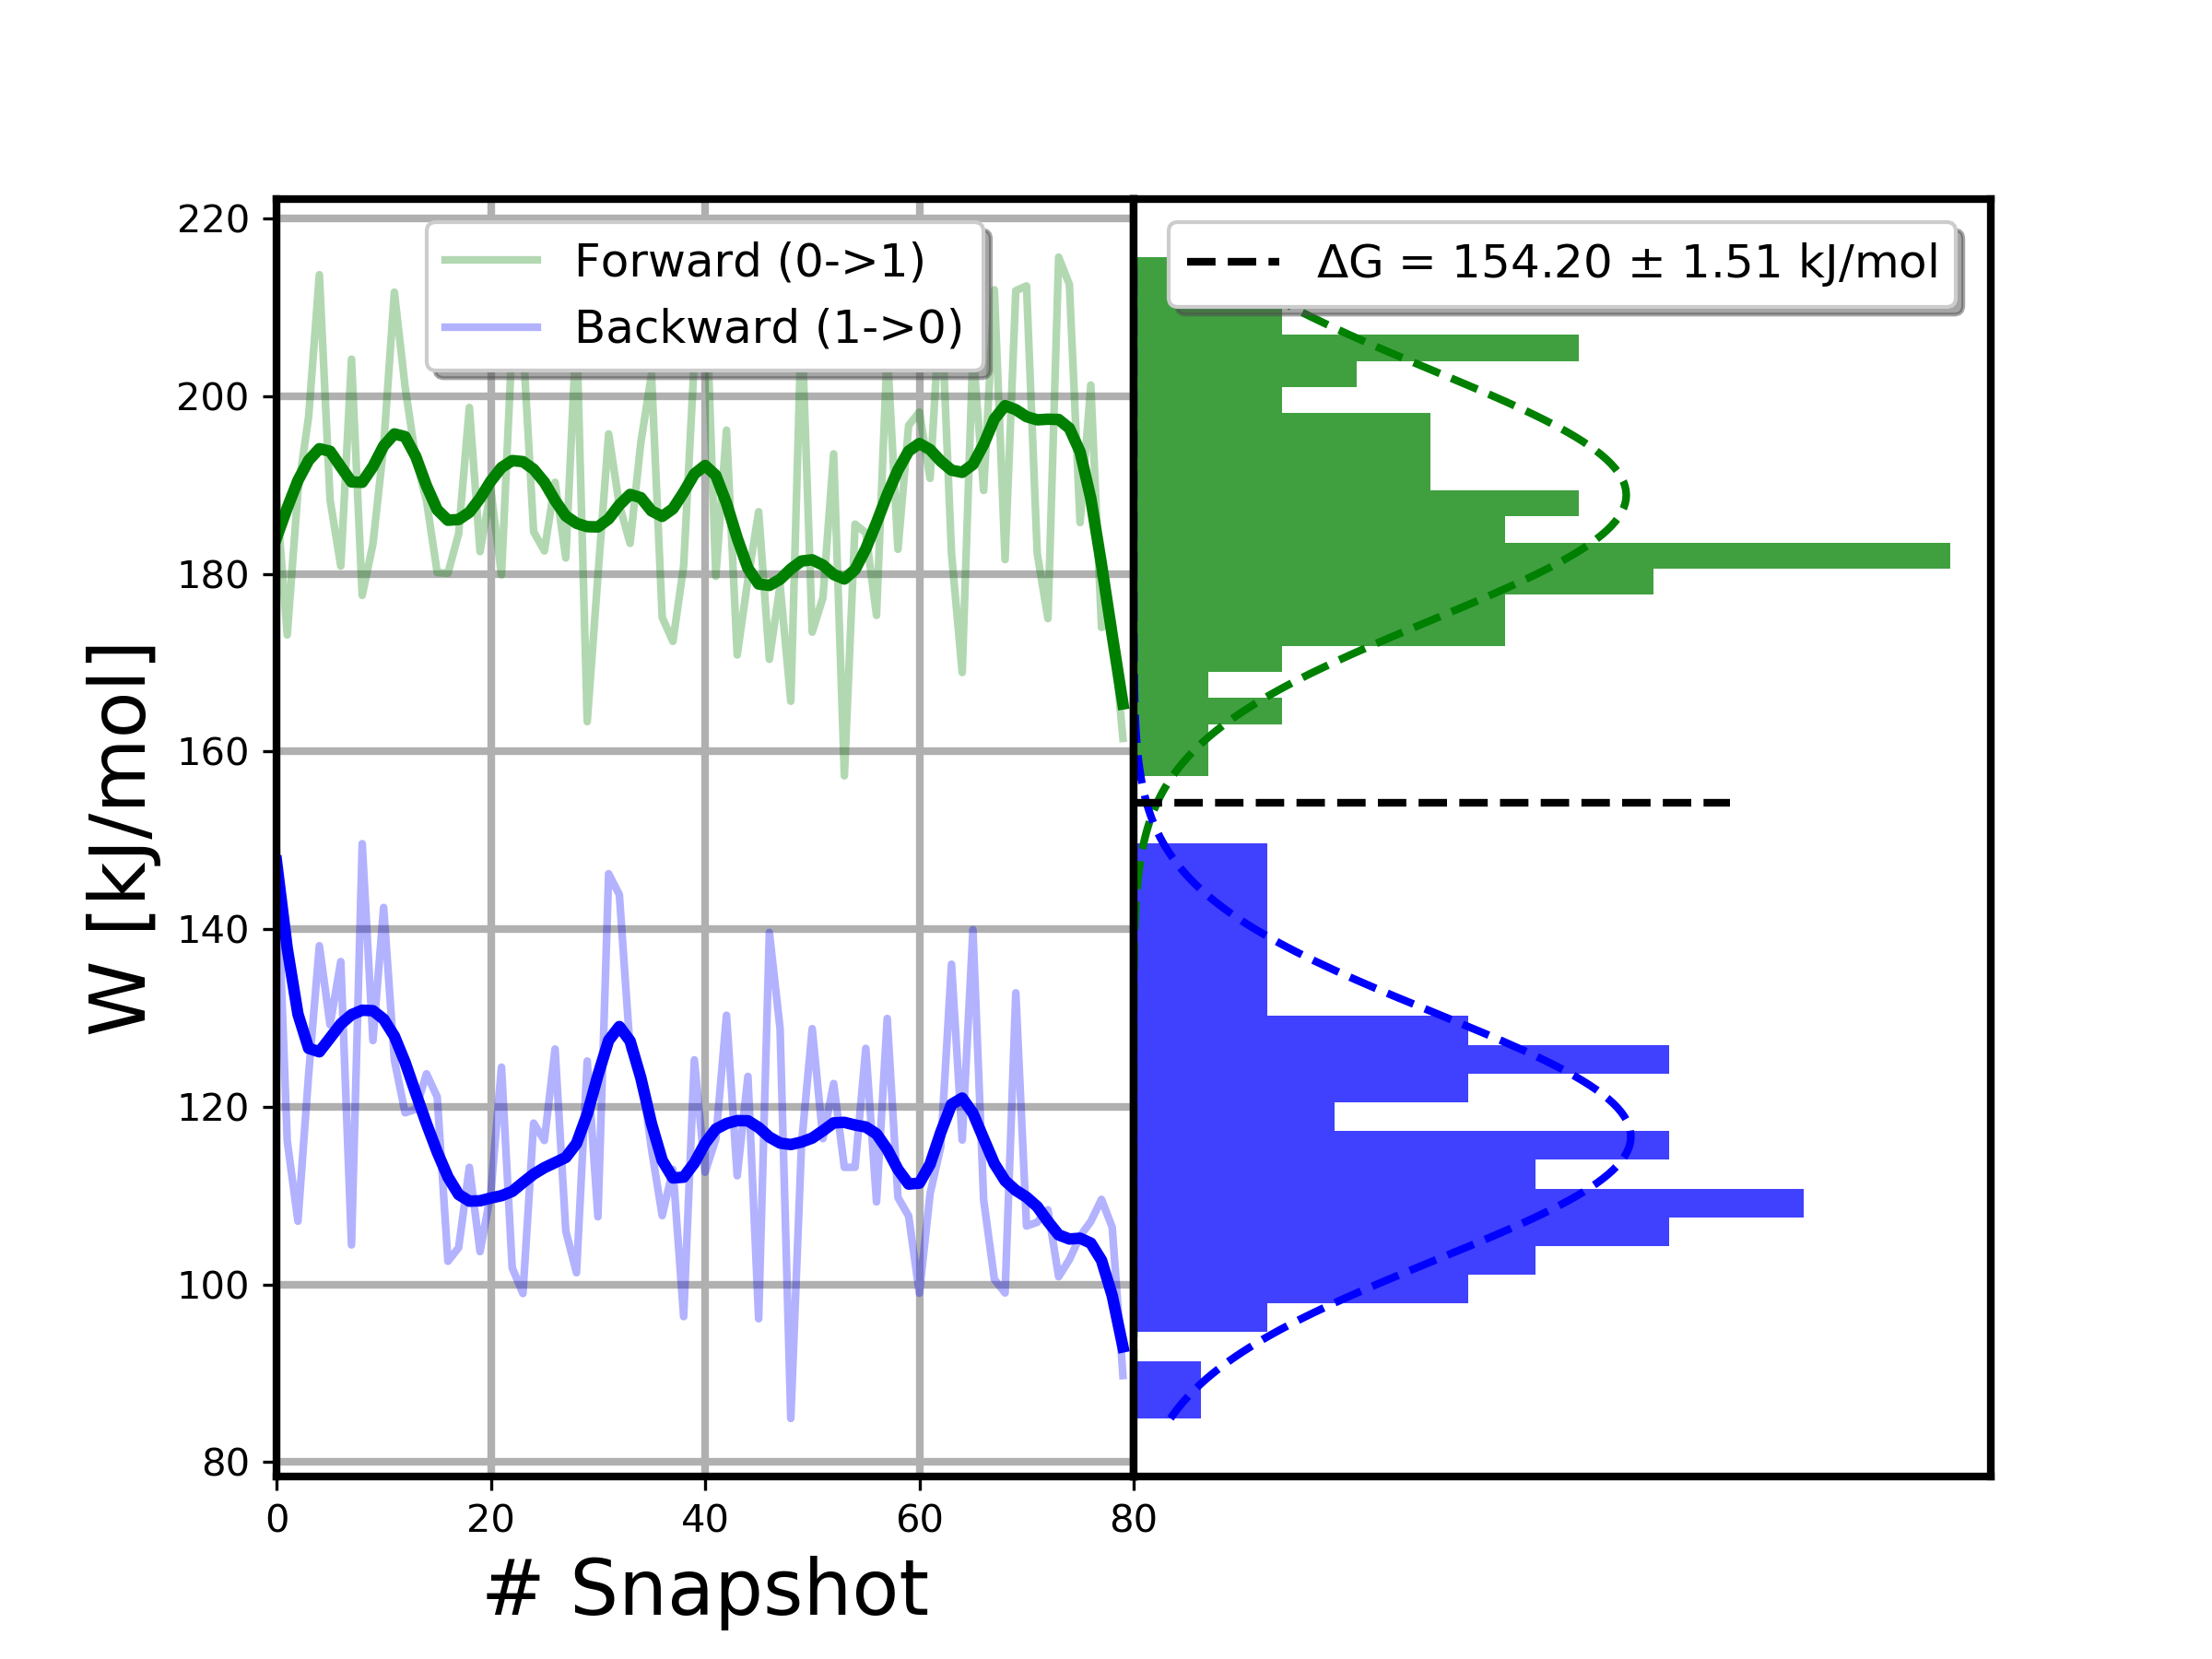 Forward (0->1)
Backward (1->0)
ΔG = 154.20 ± 1.51 kJ/mol
W [kJ/mol]
220
200
180
160
140
120
100
80
0 20 40 60 80
# Snapshot